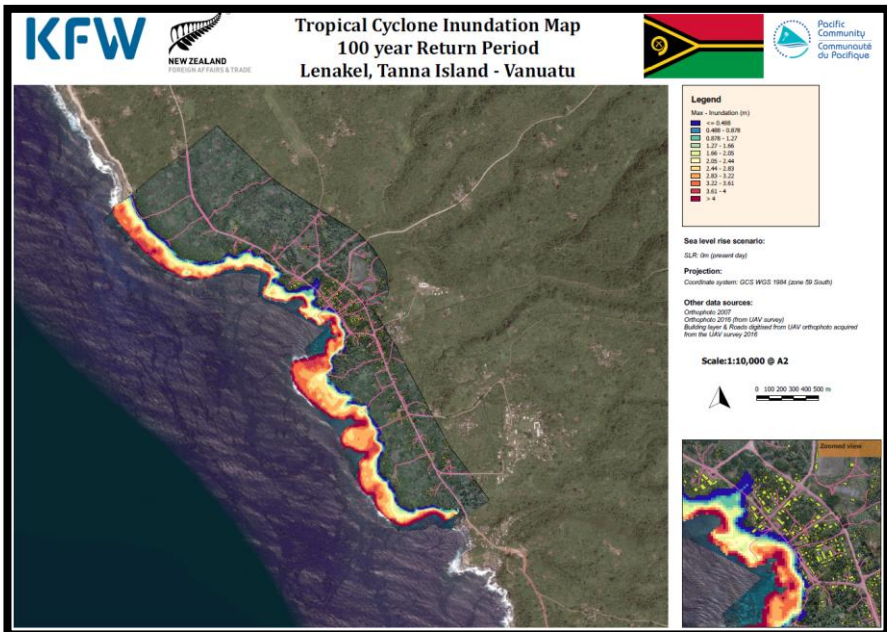 KFW
NEW ZEALAND
FOREIGN AFFAIRS & TRADE
Tropical Cyclone Inundation Map
100 year Return Period
Lenakel, Tanna Island - Vanuatu
Pacific
Community
Communauté
du Pacifique
Legend
Max - Inundation (m)
<= 0.488
0.488 - 0.878
0.878 - 1.27
1.27 - 1.66
1.66 - 2.05
2.05 - 2.44
2.44 - 2.83
2.83 - 3.22
3.22 - 3.61
3.61 - 4
> 4
Sea level rise scenario:
SLR: 0m (present day)
Projection:
Coordinate system: GCS WGS 1984 (zone 59 South)
Other data sources:
Orthophoto 2007
Orthophoto 2016 (from UAV survey)
Building layer & Roads digitised from UAV orthophoto acquired
from the UAV survey 2016
Scale:1:10,000 @ A2
0 100 200 300 400 500 m
Zoomed view